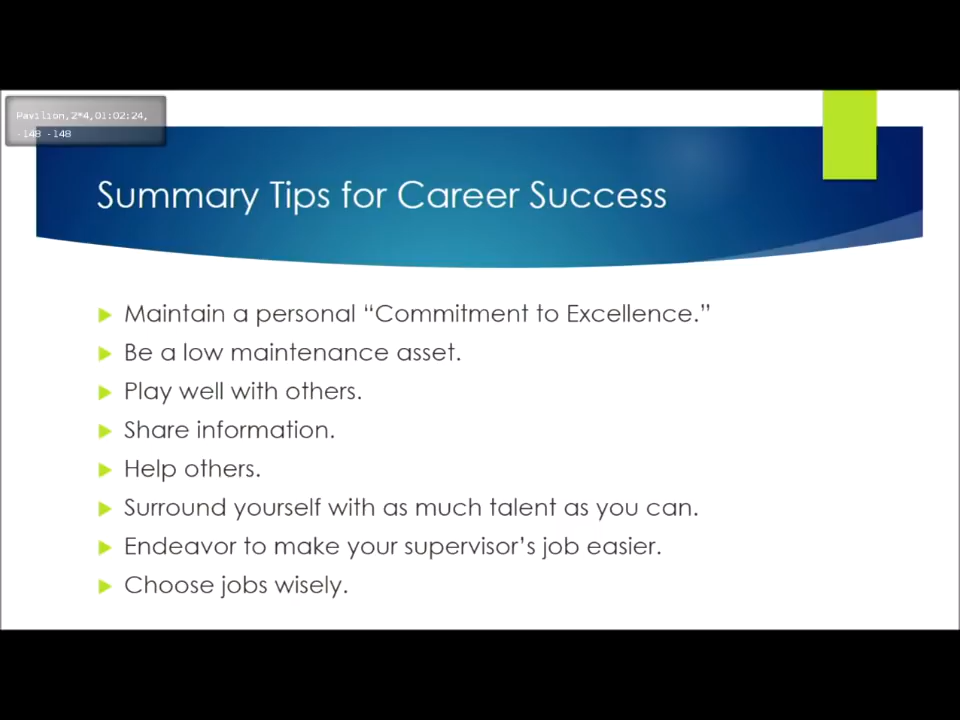 Pavilion,2*4,01:02:24,
-148 -148
Summary Tips for Career Success
Maintain a personal “Commitment to Excellence.”
Be a low maintenance asset.
Play well with others.
Share information.
Help others.
Surround yourself with as much talent as you can.
Endeavor to make your supervisor’s job easier.
Choose jobs wisely.